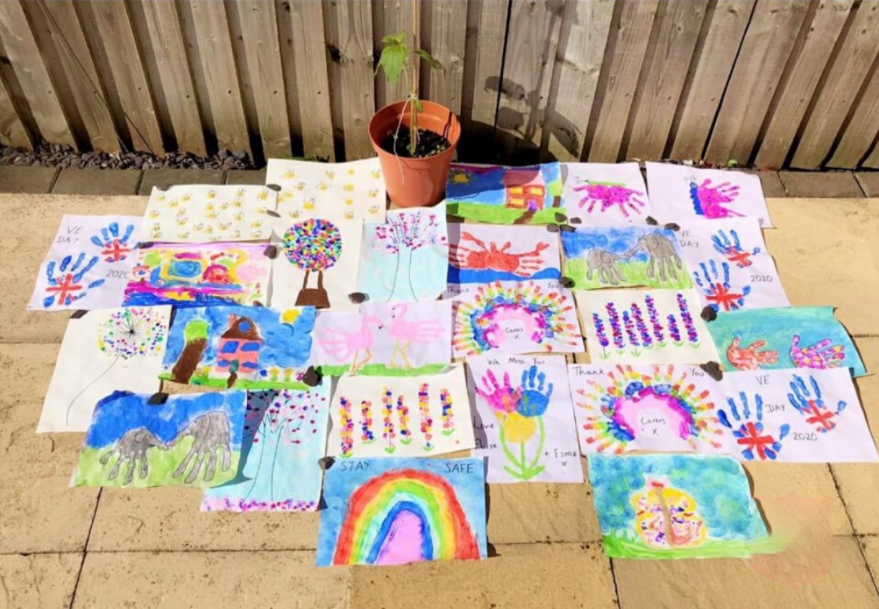 VE
DAY
2020
VE
DAY
2020
Thank You
Carers
We Miss You
Love
+ Esmé
x
Thank You
Carers
x
VE
DAY
2020
STAY SAFE